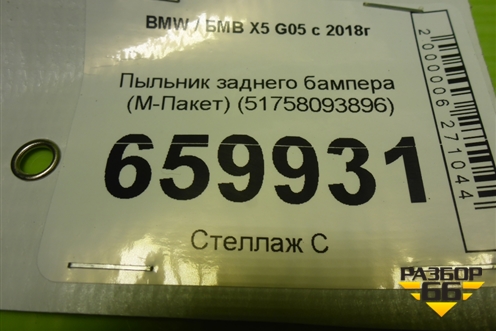 BMW / БМВ X5 G05 с 2018г
Пыльник заднего бампера
(М-Пакет) (51758093896)
659931
Стеллаж С
2000006271044
РАЗБОР
66